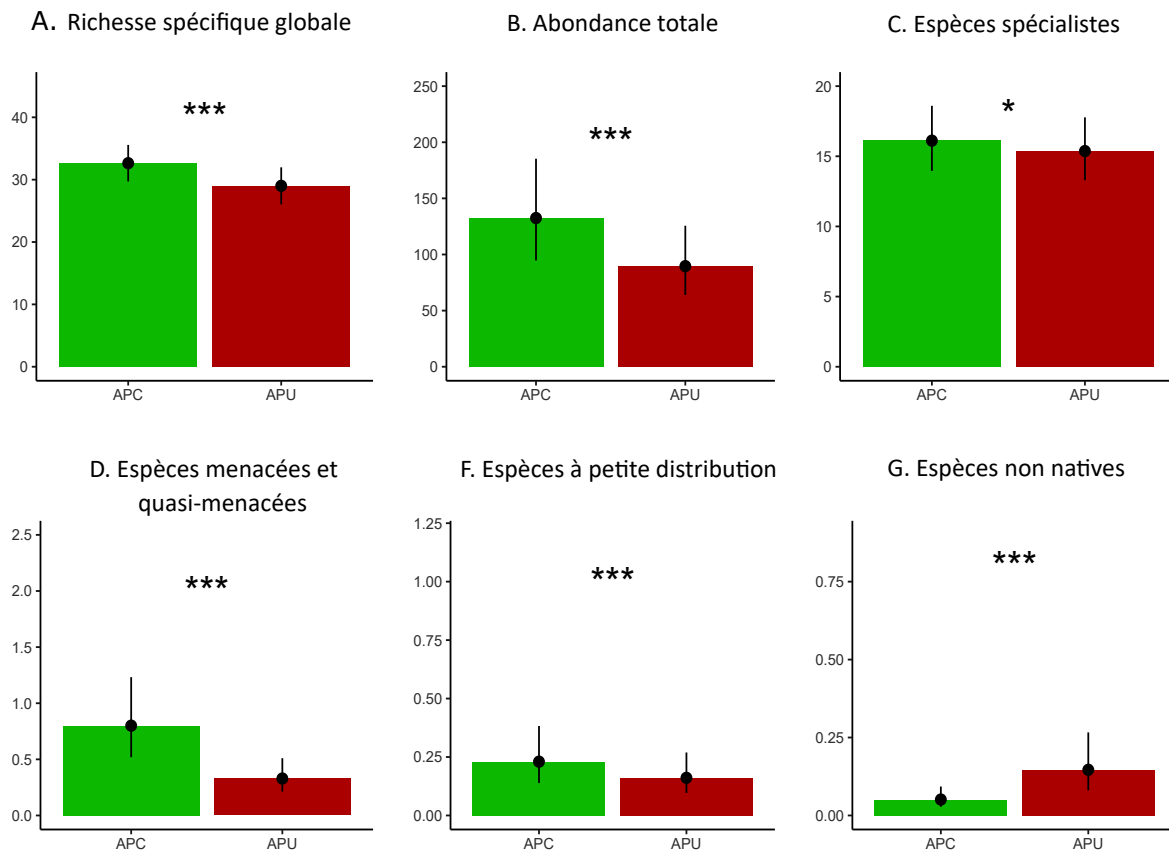 A. Richesse spécifique globale
40
30
20
10
0
***
APC
APU
B. Abondance totale
250
200
150
100
50
0
***
APC
APU
C. Espèces spécialistes
20
15
10
5
0
*
APC
APU
D. Espèces menacées et
quasi-menacées
2.5
2.0
1.5
1.0
0.5
0.0
***
APC
APU
F. Espèces à petite distribution
1.25
1.00
0.75
0.50
0.25
0.00
***
APC
APU
G. Espèces non natives
0.75
0.50
0.25
0.00
***
APC
APU